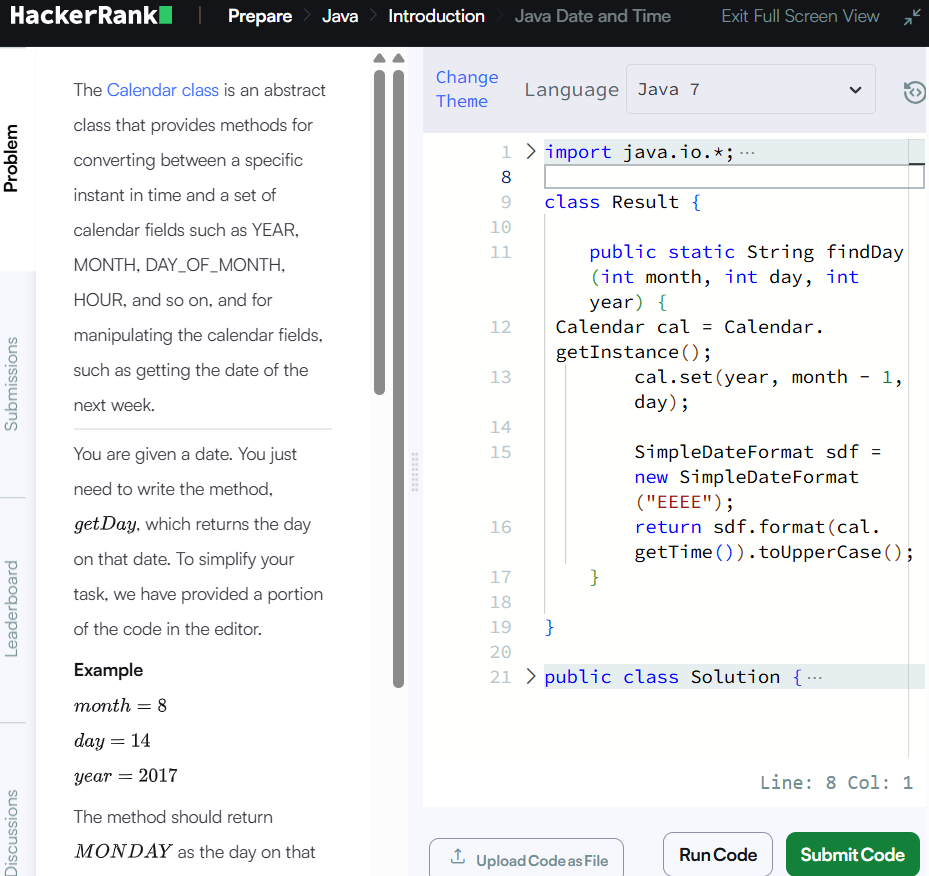 HackerRank | Prepare > Java > Introduction > Java Date and Time Exit Full Screen View
Problem
Submissions
Leaderboard
Discussions
The Calendar class is an abstract
class that provides methods for
converting between a specific
instant in time and a set of
calendar fields such as YEAR,
MONTH, DAY_OF_MONTH,
HOUR, and so on, and for
manipulating the calendar fields,
such as getting the date of the
next week.
You are given a date. You just
need to write the method,
getDay, which returns the day
on that date. To simplify your
task, we have provided a portion
of the code in the editor.
Example
month = 8
day = 14
year = 2017
The method should return
MONDAY as the day on that
Change
Theme
Language
Java 7
1 import java.io.*; ···
8
9 class Result {
10
11 public static String findDay
(int month, int day, int
year) {
12 Calendar cal = Calendar.
getInstance();
13 cal.set(year, month - 1,
day);
14
15 SimpleDateFormat sdf =
new SimpleDateFormat
("EEEE");
16 return sdf.format(cal.
getTime()).toUpperCase();
17 }
18
19 }
20
21 public class Solution { ···
Line: 8 Col: 1
Upload Code as File
Run Code
Submit Code